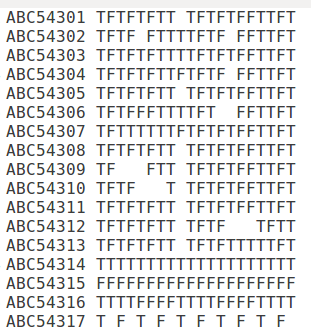 ABC54301 TFTFTFTT TFTFTFFTTFT
ABC54302 TFTF FTTTTFTF FFTTFT
ABC54303 TFTFTFTTTTFTFTFFTTFT
ABC54304 TFTFTFTTFTFTF FFTTFT
ABC54305 TFTFTFTT TFTFTFFTTFT
ABC54306 TFTFFFTTTTFT  FFTTFT
ABC54307 TFTTTTTTFTFTFTFFTTFT
ABC54308 TFTFTFTT TFTFTFFTTFT
ABC54309 TF   FTT TFTFTFFTTFT
ABC54310 TFTF   T TFTFTFFTTFT
ABC54311 TFTFTFTT TFTFTFFTTFT
ABC54312 TFTFTFTT TFTF   TFTT
ABC54313 TFTFTFTT TFTFTTTTTFT
ABC54314 TTTTTTTTTTTTTTTTTTTT
ABC54315 FFFFFFFFFFFFFFFFFFFF
ABC54316 TTTTFFFFTTTTFFFFTTTT
ABC54317 T F T F T F T F T F